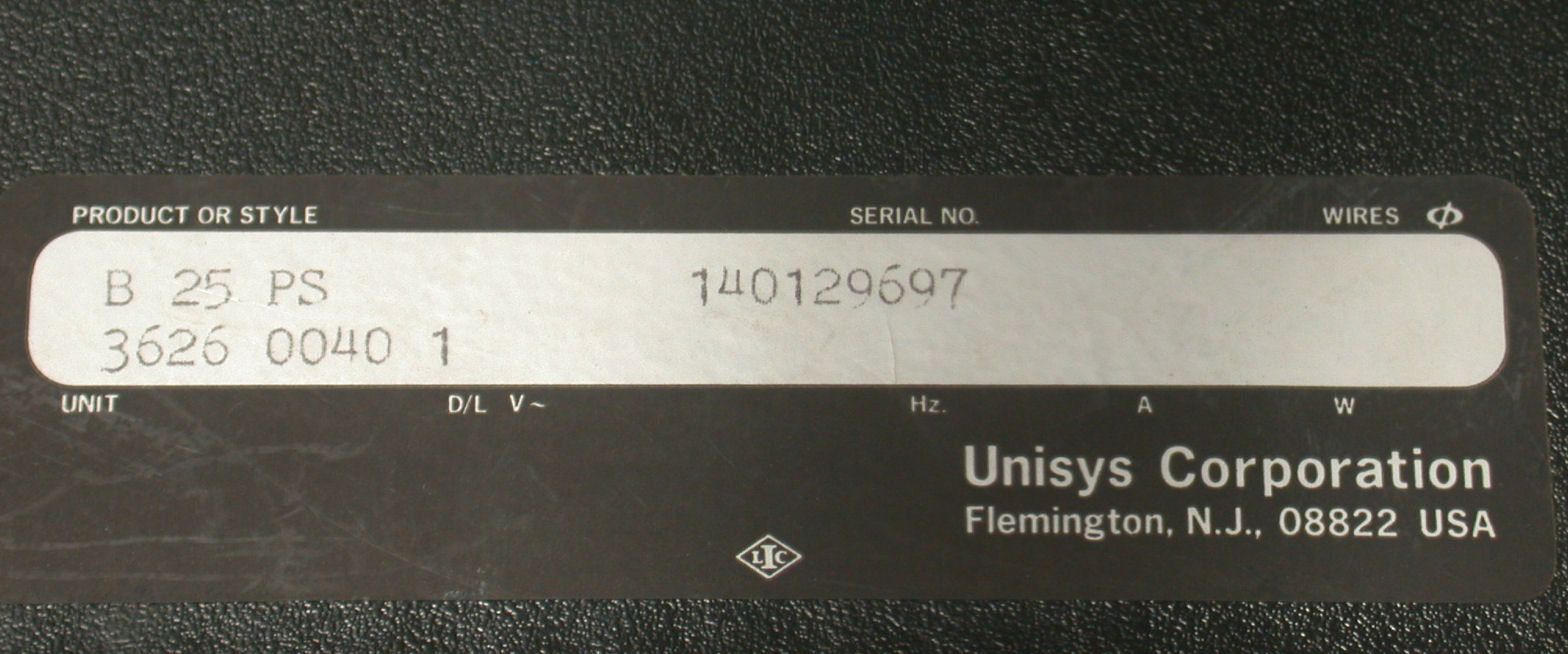 PRODUCT OR STYLE SERIAL NO. WIRES Φ
B 25 PS 140129697
3626 0040 1
UNIT D/L V~ Hz. A W
Unisys Corporation
Flemington, N.J., 08822 USA
LIC